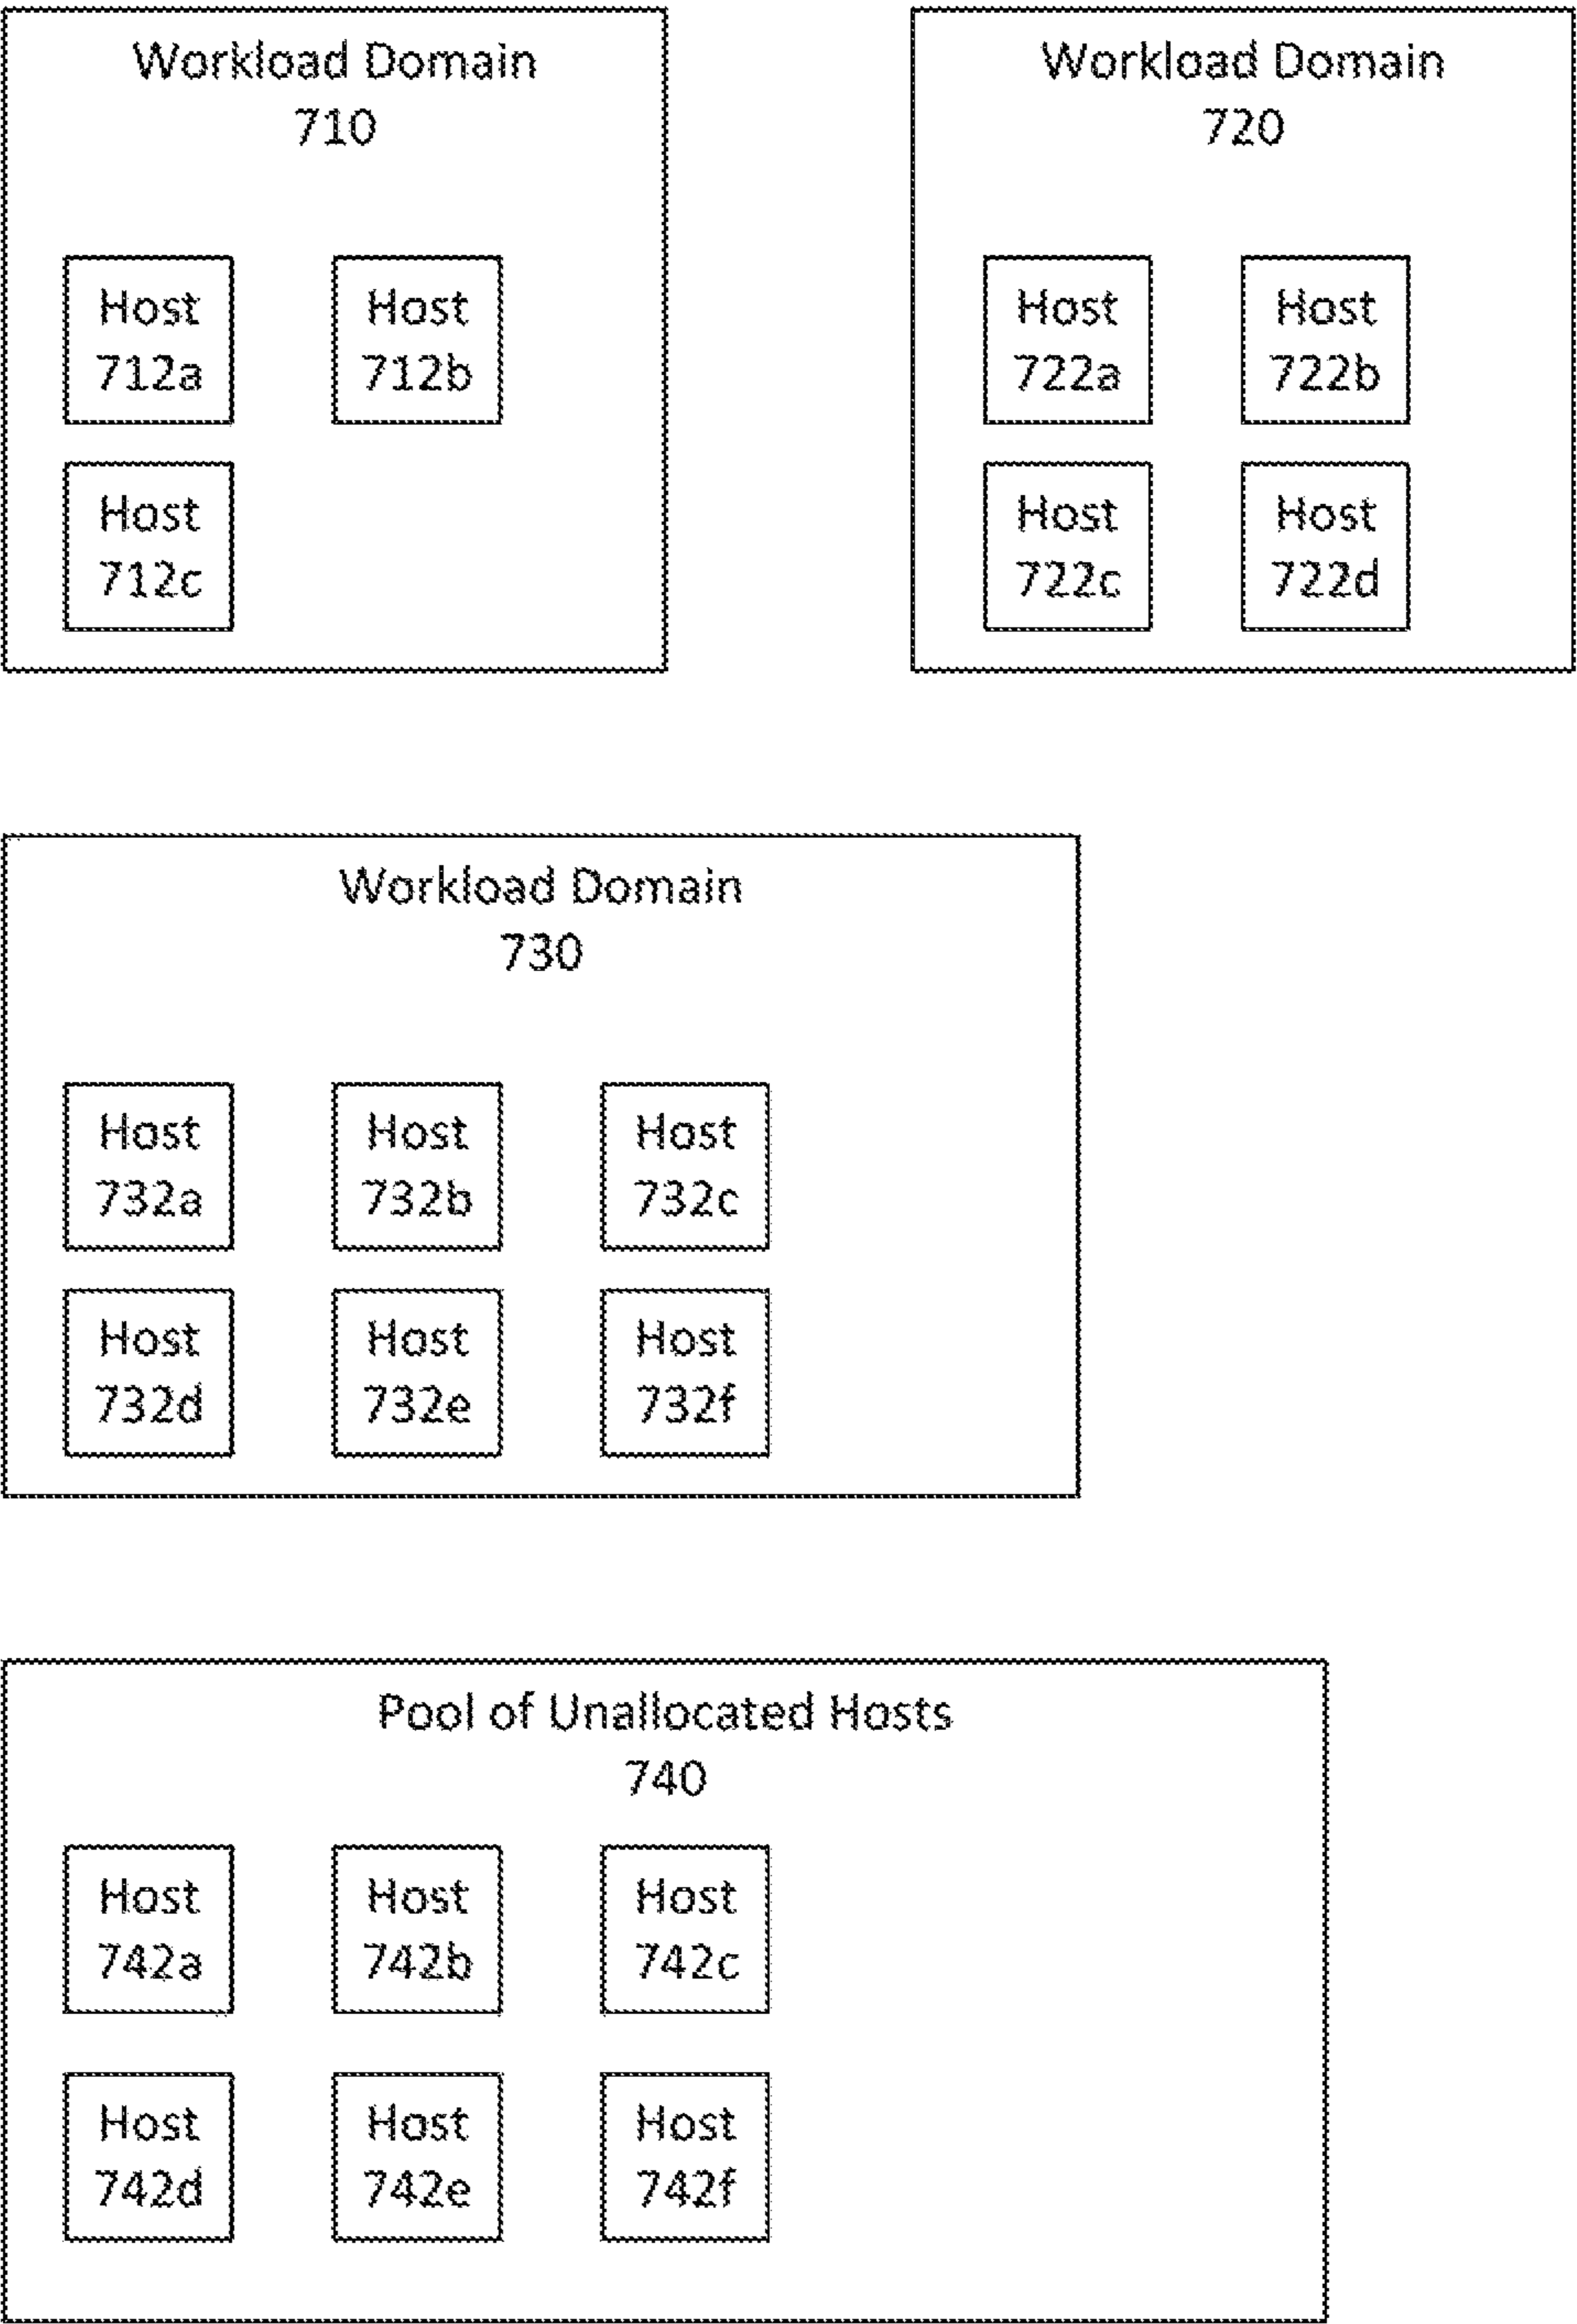 Workload Domain
710
Host
712a
Host
712b
Host
712c
Workload Domain
720
Host
722a
Host
722b
Host
722c
Host
722d
Workload Domain
730
Host
732a
Host
732b
Host
732c
Host
732d
Host
732e
Host
732f
Pool of Unallocated Hosts
740
Host
742a
Host
742b
Host
742c
Host
742d
Host
742e
Host
742f